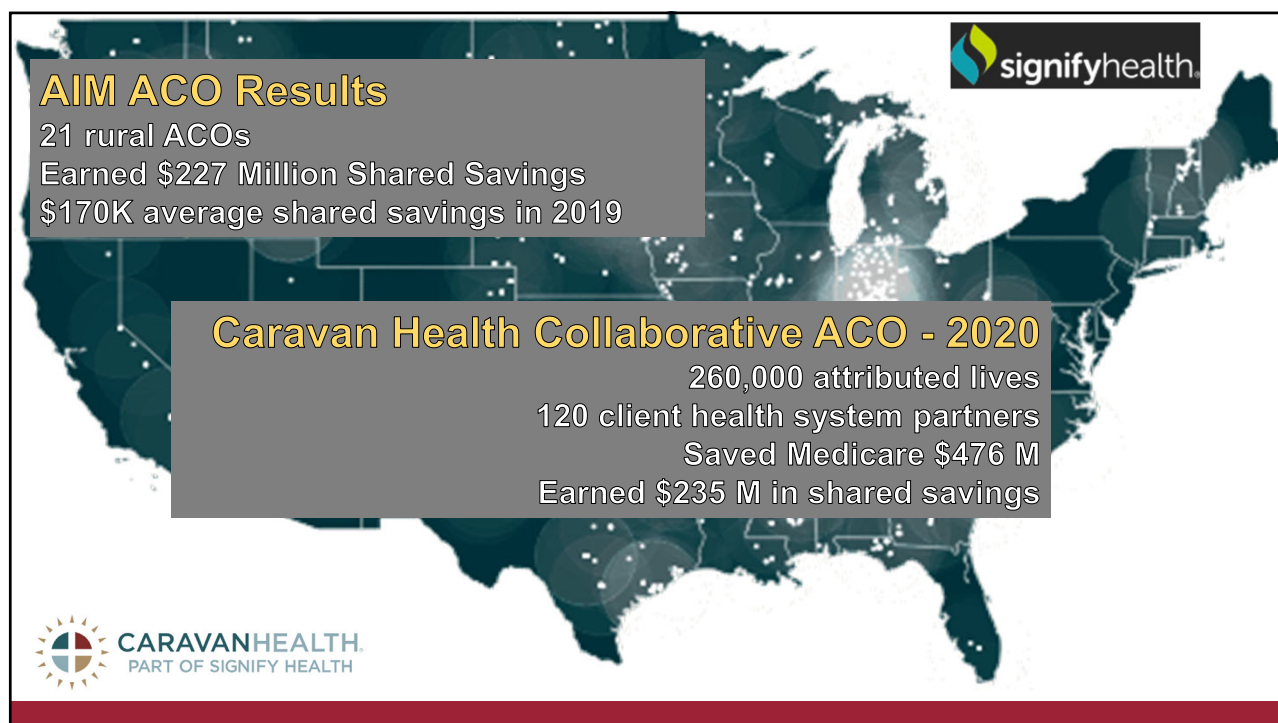 signifyhealth®
AIM ACO Results
21 rural ACOs
Earned $227 Million Shared Savings
$170K average shared savings in 2019
Caravan Health Collaborative ACO - 2020
260,000 attributed lives
120 client health system partners
Saved Medicare $476 M
Earned $235 M in shared savings
CARAVANHEALTH®
PART OF SIGNIFY HEALTH